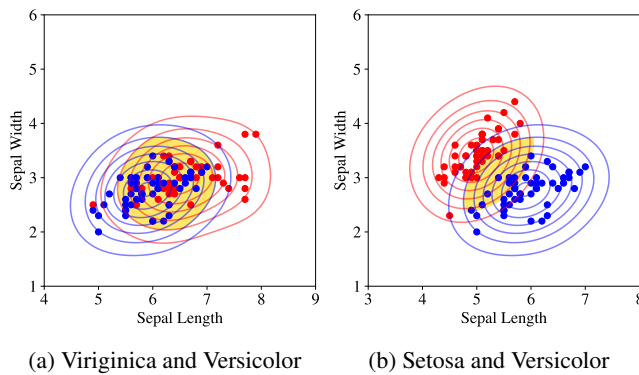 6
5
4
3
2
1
Sepal Width
4 5 6 7 8 9
Sepal Length
(a) Viriginica and Versicolor
6
5
4
3
2
1
Sepal Width
3 4 5 6 7 8
Sepal Length
(b) Setosa and Versicolor